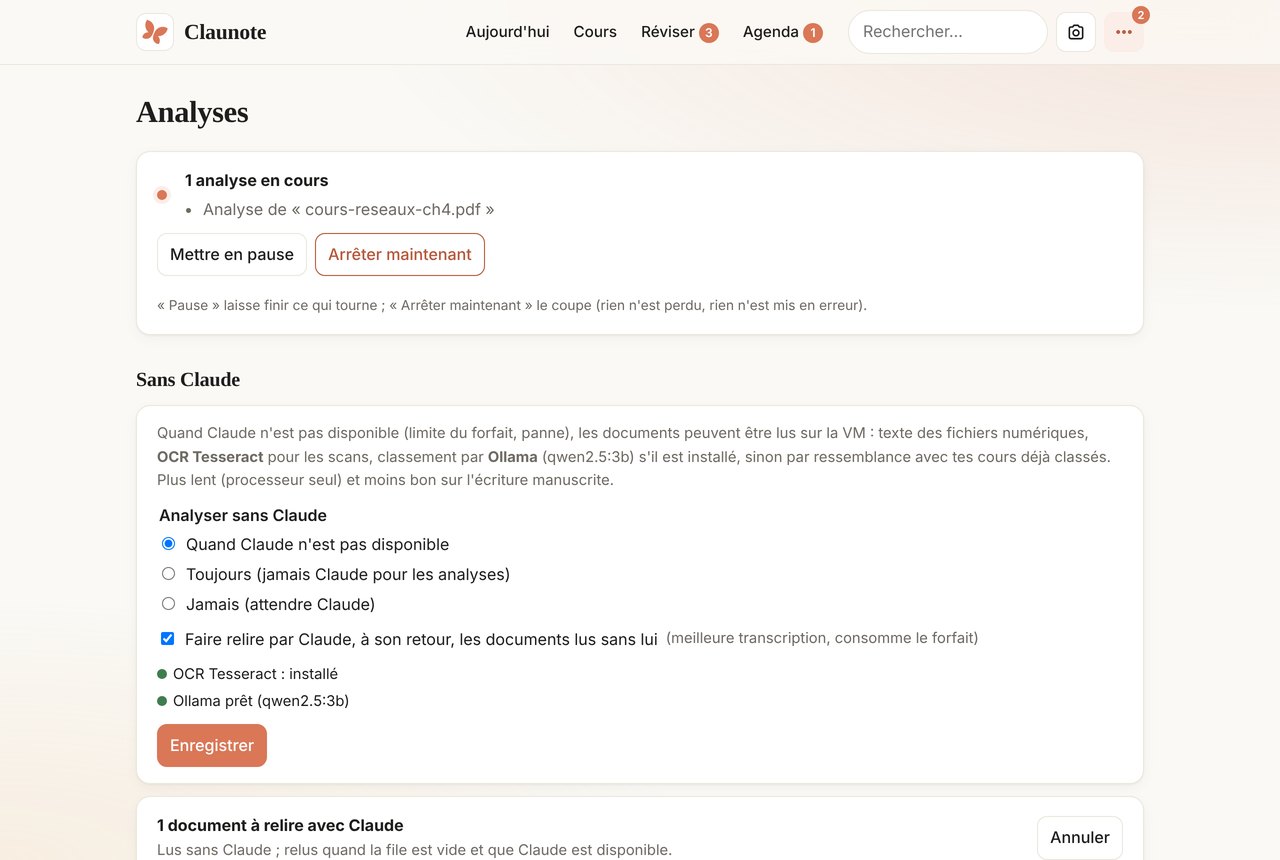 Claunote
Aujourd'hui
Cours
Réviser 3
Agenda 1
Rechercher...
2
Analyses
1 analyse en cours
• Analyse de « cours-reseaux-ch4.pdf »
Mettre en pause
Arrêter maintenant
« Pause » laisse finir ce qui tourne ; « Arrêter maintenant » le coupe (rien n'est perdu, rien n'est mis en erreur).
Sans Claude
Quand Claude n'est pas disponible (limite du forfait, panne), les documents peuvent être lus sur la VM : texte des fichiers numériques,
OCR Tesseract pour les scans, classement par Ollama (qwen2.5:3b) s'il est installé, sinon par ressemblance avec tes cours déjà classés.
Plus lent (processeur seul) et moins bon sur l'écriture manuscrite.
Analyser sans Claude
Quand Claude n'est pas disponible
Toujours (jamais Claude pour les analyses)
Jamais (attendre Claude)
Faire relire par Claude, à son retour, les documents lus sans lui (meilleure transcription, consomme le forfait)
OCR Tesseract : installé
Ollama prêt (qwen2.5:3b)
Enregistrer
1 document à relire avec Claude
Annuler
Lus sans Claude ; relus quand la file est vide et que Claude est disponible.